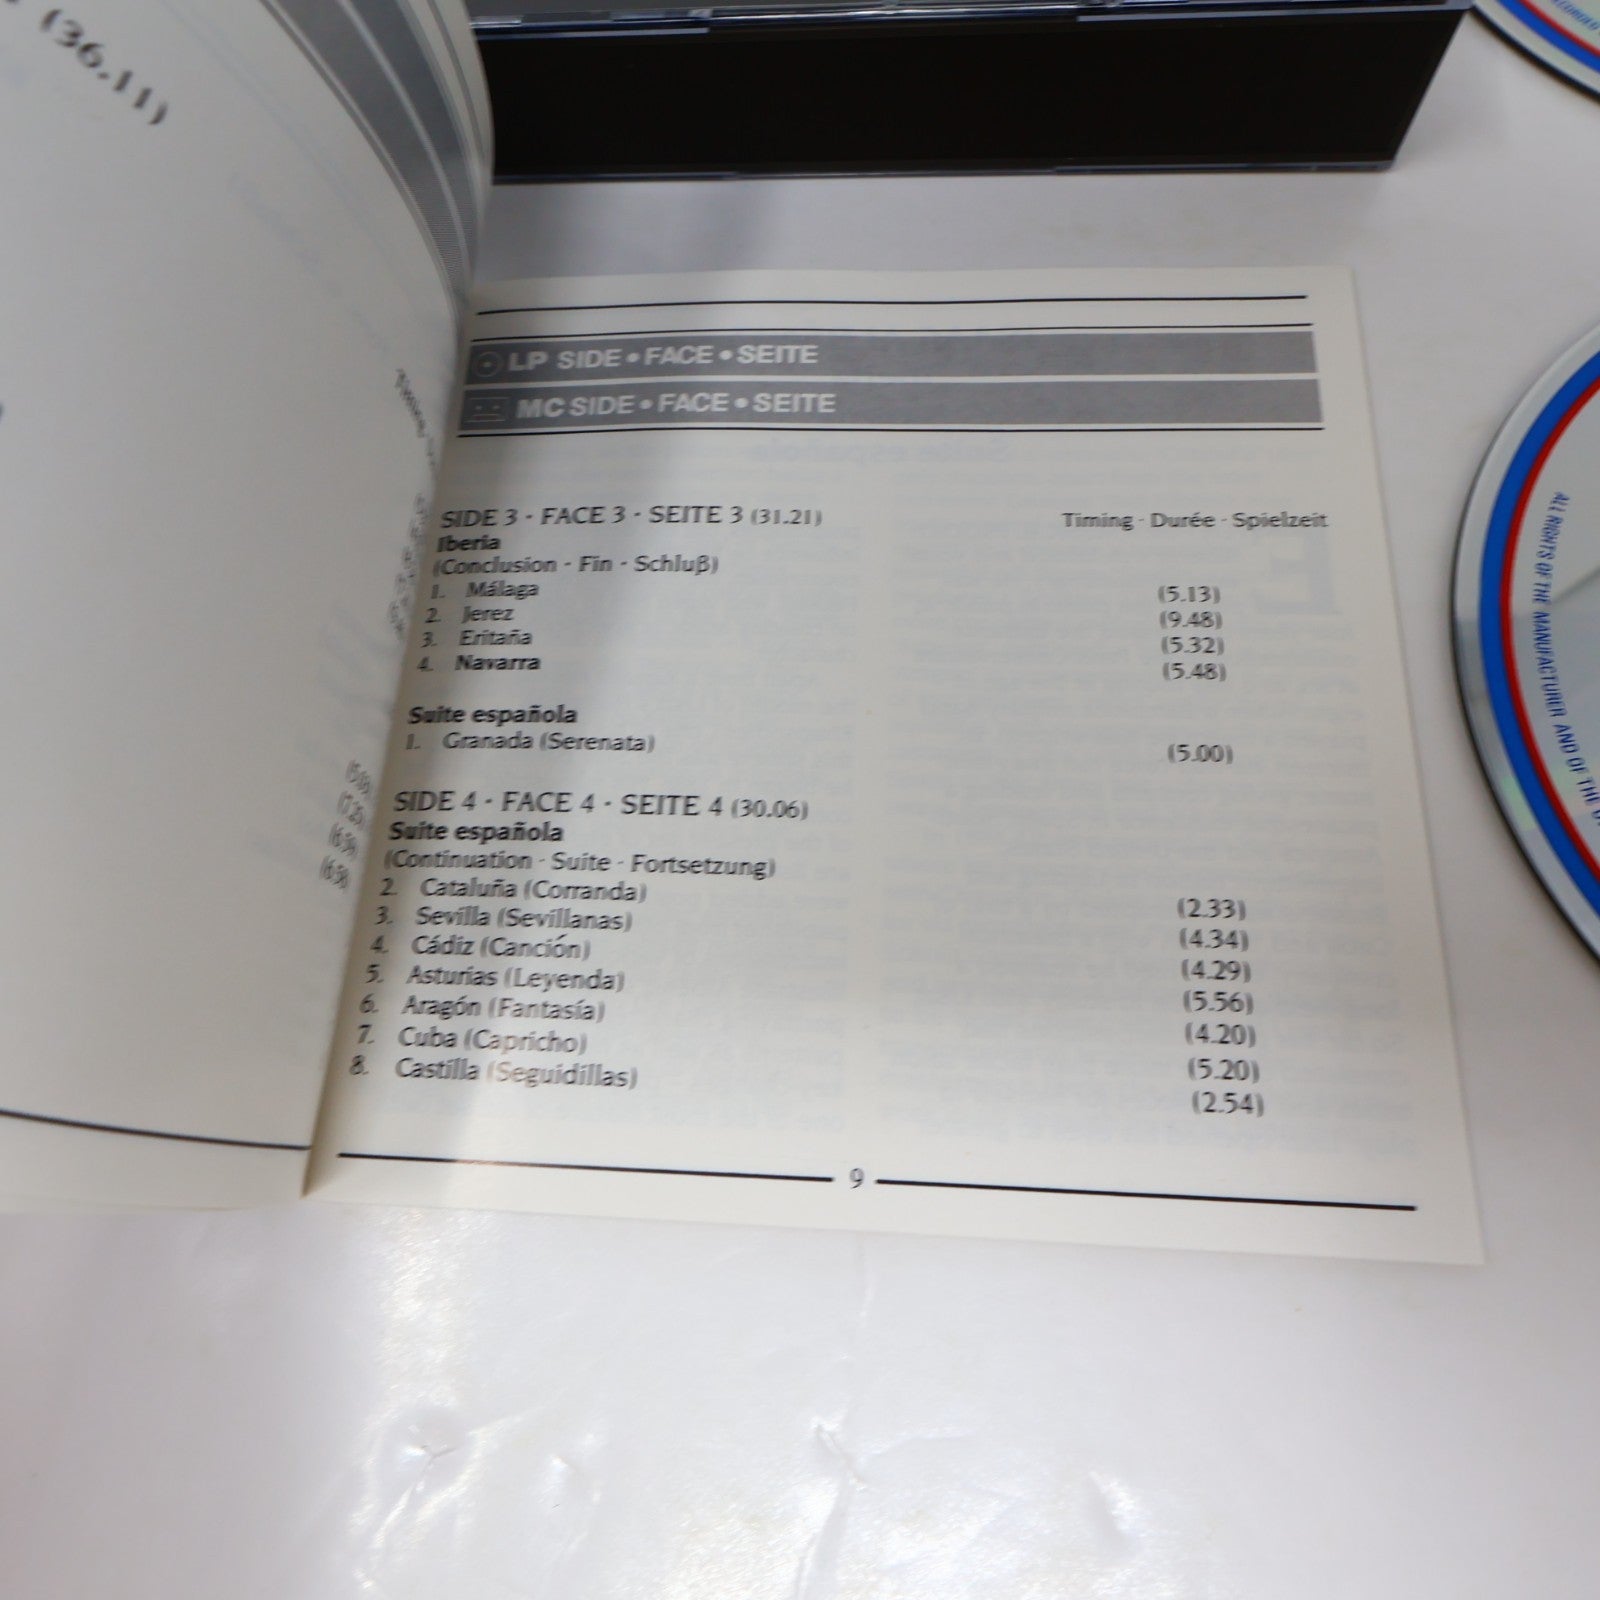 (36.11)
LP SIDE • FACE • SEITE
MC SIDE • FACE • SEITE
SIDE 3 - FACE 3 - SEITE 3 (31.21)
Timing - Durée - Spielzeit
Iberia
(Conclusion - Fin - Schluß)
1. Málaga (5.13)
2. Jerez (9.48)
3. Eritaña (5.32)
4. Navarra (5.48)
Suite española
1. Granada (Serenata) (5.00)
SIDE 4 - FACE 4 - SEITE 4 (30.06)
Suite española
(Continuation - Suite - Fortsetzung)
2. Cataluña (Corranda) (2.33)
3. Sevilla (Sevillanas) (4.34)
4. Cádiz (Canción) (4.29)
5. Asturias (Leyenda) (5.56)
6. Aragón (Fantasía) (4.20)
7. Cuba (Capricho) (5.20)
8. Castilla (Seguidillas) (2.54)
9
ALL RIGHTS OF THE MANUFACTURER AND OF THE